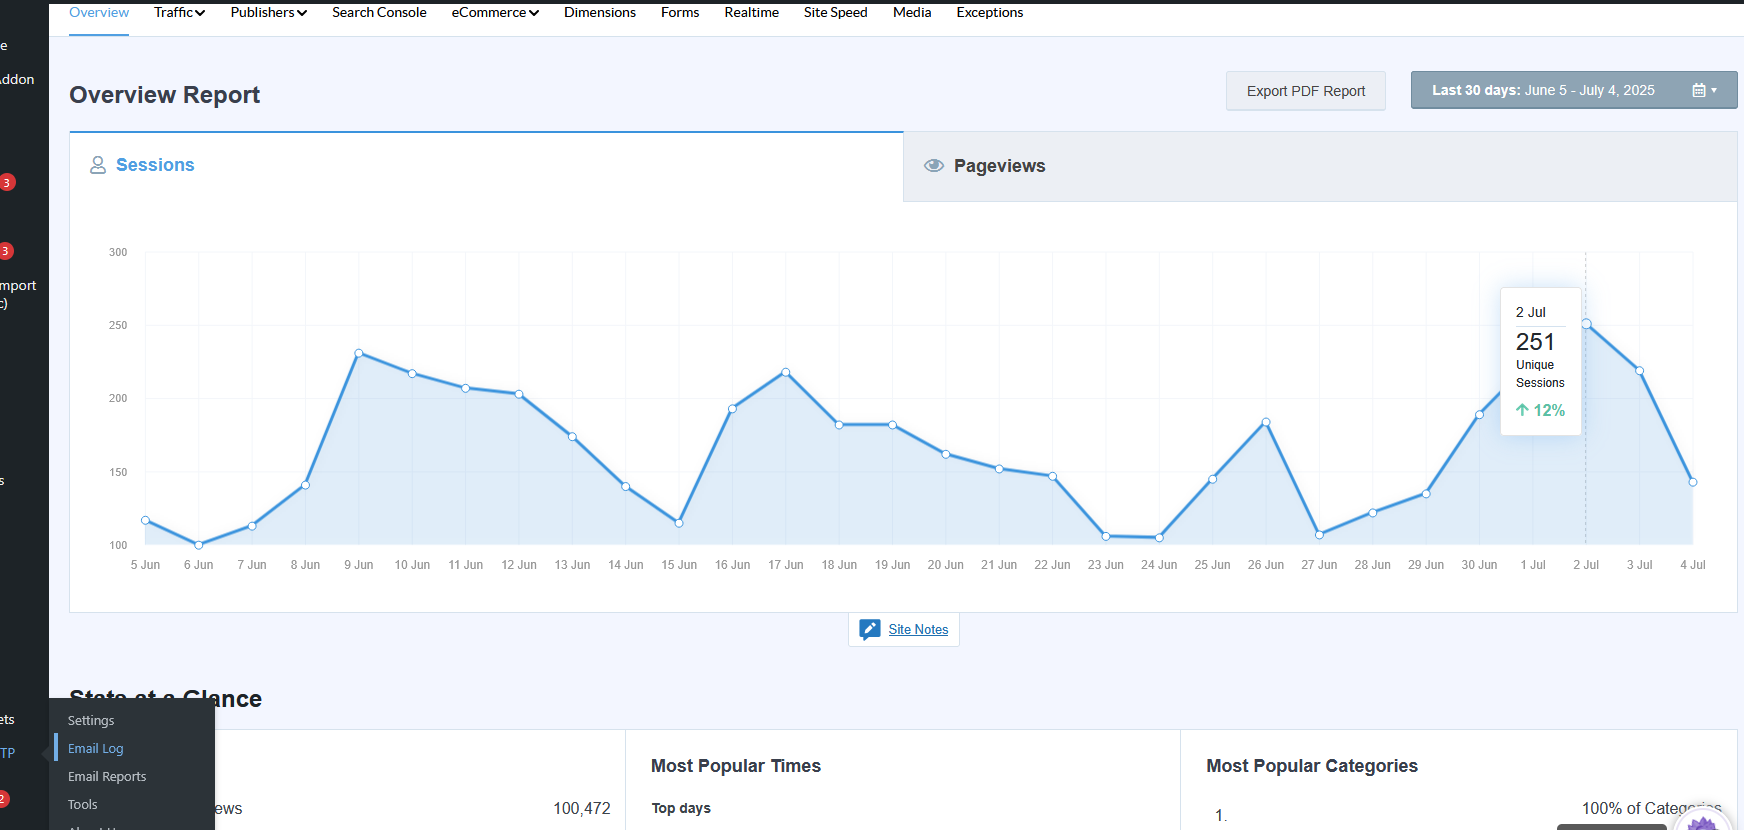 Overview Traffic Publishers Search Console eCommerce Dimensions Forms Realtime Site Speed Media Exceptions
e
Addon
3
3
mport
c)
s
ets
TP
2
Overview Report
Export PDF Report
Last 30 days: June 5 - July 4, 2025
Sessions
Pageviews
300
250
200
150
100
2 Jul
251
Unique
Sessions
12%
5 Jun 6 Jun 7 Jun 8 Jun 9 Jun 10 Jun 11 Jun 12 Jun 13 Jun 14 Jun 15 Jun 16 Jun 17 Jun 18 Jun 19 Jun 20 Jun 21 Jun 22 Jun 23 Jun 24 Jun 25 Jun 26 Jun 27 Jun 28 Jun 29 Jun 30 Jun 1 Jul 2 Jul 3 Jul 4 Jul
Site Notes
Stats at a Glance
Settings
Email Log
Email Reports
Tools
About Us
ews
100,472
Most Popular Times
Top days
Most Popular Categories
1.
100% of Categories